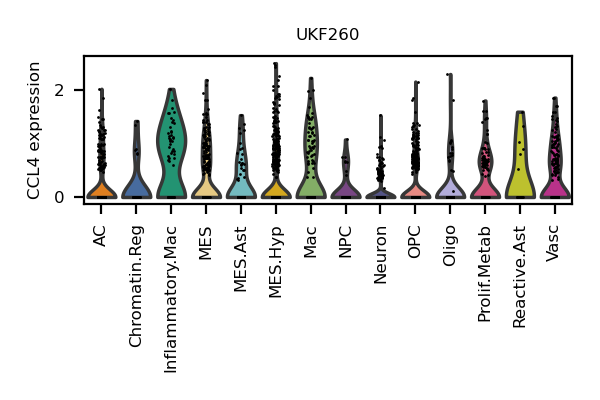 UKF260
CCL4 expression
2
0
AC
Chromatin.Reg
Inflammatory.Mac
MES
MES.Ast
MES.Hyp
Mac
NPC
Neuron
OPC
Oligo
Prolif.Metab
Reactive.Ast
Vasc